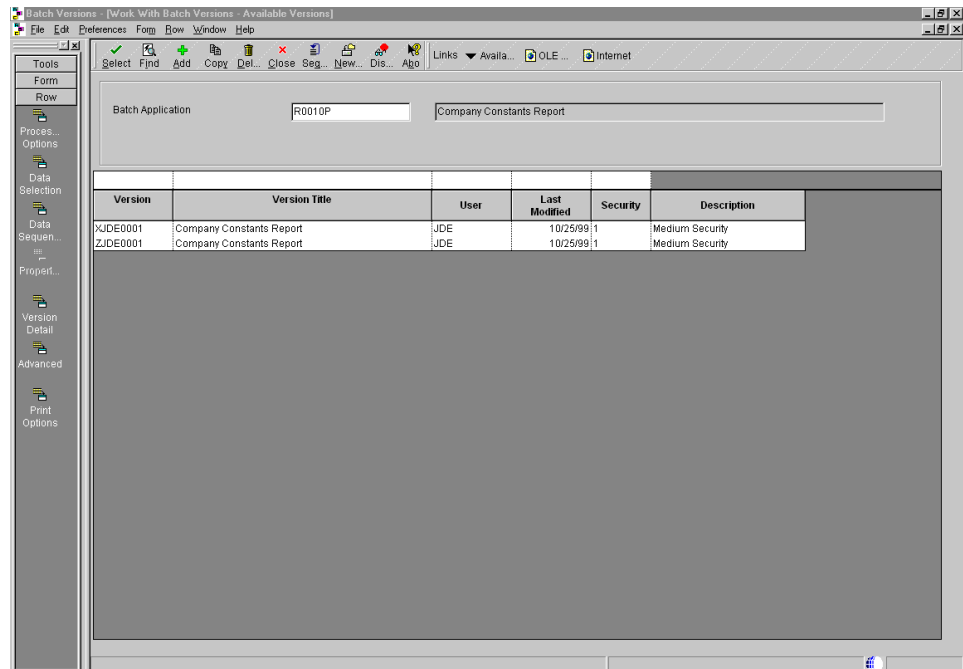 Batch Versions - [Work With Batch Versions - Available Versions]
File Edit Preferences Form Row Window Help
Select Find Add Copy Del... Close Seq... New... Dis... Abo Links Availa... OLE ... Internet
Tools
Form
Row
Proces...
Options
Data
Selection
Data
Sequen...
Propert...
Version
Detail
Advanced
Print
Options
Batch Application R0010P Company Constants Report
Version Version Title User Last Modified Security Description
XJDE0001 Company Constants Report JDE 10/25/99 1 Medium Security
ZJDE0001 Company Constants Report JDE 10/25/99 1 Medium Security